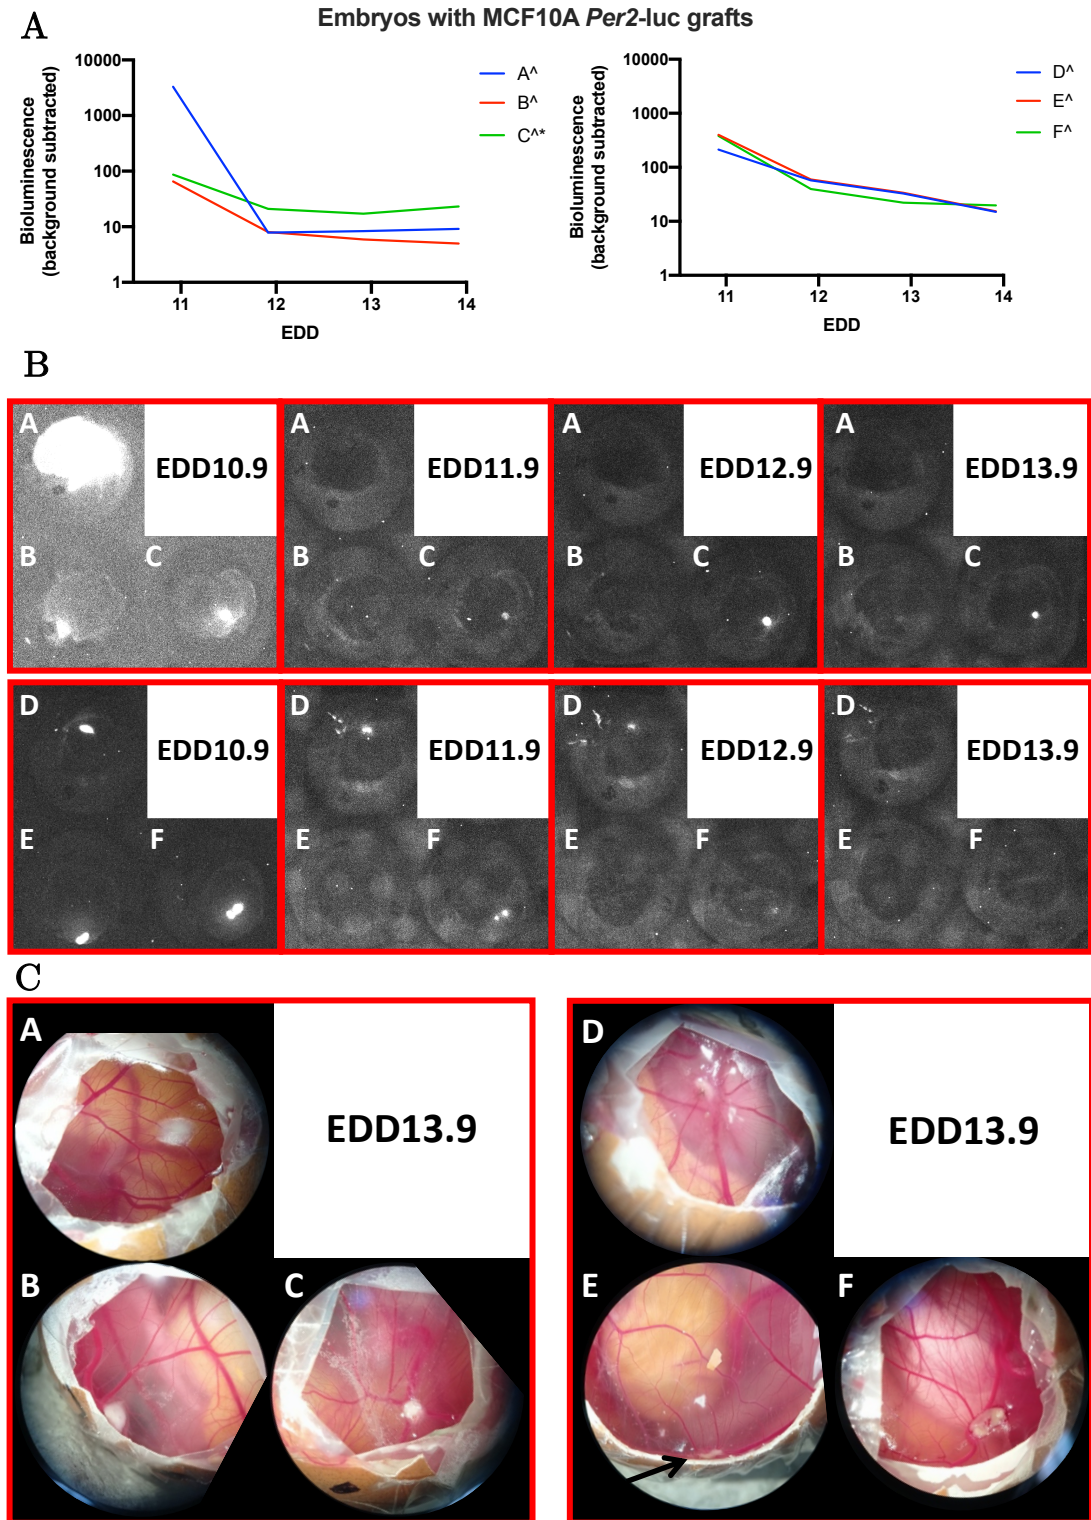 A
Embryos with MCF10A Per2-luc grafts
Bioluminescence
(background subtracted)
10000
1000
100
10
1
11 12 13 14
EDD
A^
B^
C^*
Bioluminescence
(background subtracted)
10000
1000
100
10
1
11 12 13 14
EDD
D^
E^
F^
B
A
EDD10.9
B
C
A
EDD11.9
B
C
A
EDD12.9
B
C
A
EDD13.9
B
C
D
EDD10.9
E
F
D
EDD11.9
E
F
D
EDD12.9
E
F
D
EDD13.9
E
F
C
A
EDD13.9
B
C
D
EDD13.9
E
F